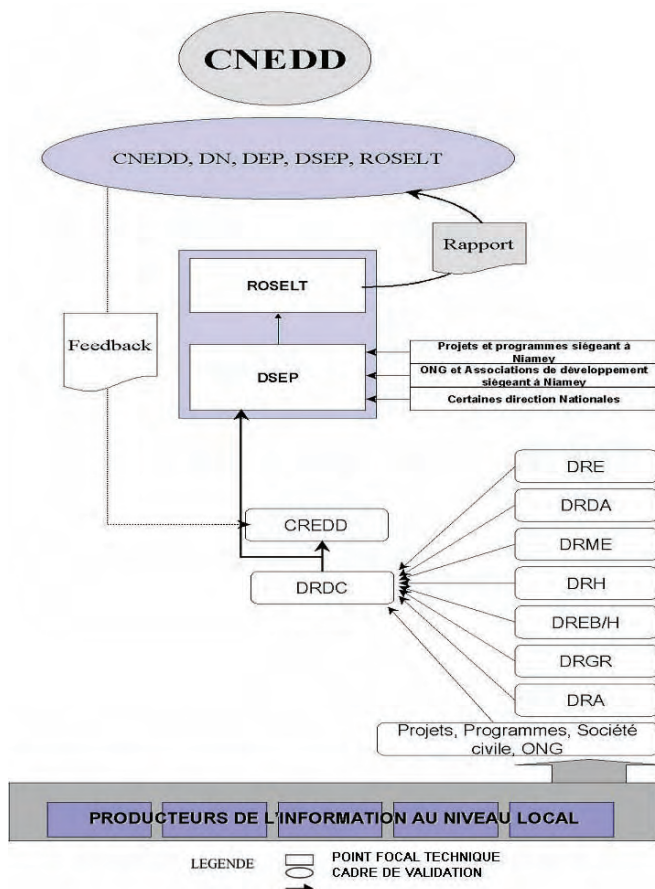 CNEDD
CNEDD, DN, DEP, DSEP, ROSELT
Rapport
ROSELT
Feedback
DSEP
Projets et programmes siégeant à
Niamey
ONG et Associations de développement
siégeant à Niamey
Certaines direction Nationales
DRE
DRDA
CREDD
DRME
DRDC
DRH
DREB/H
DRGR
DRA
Projets, Programmes, Société
civile, ONG
PRODUCTEURS DE L'INFORMATION AU NIVEAU LOCAL
LEGENDE
POINT FOCAL TECHNIQUE
CADRE DE VALIDATION